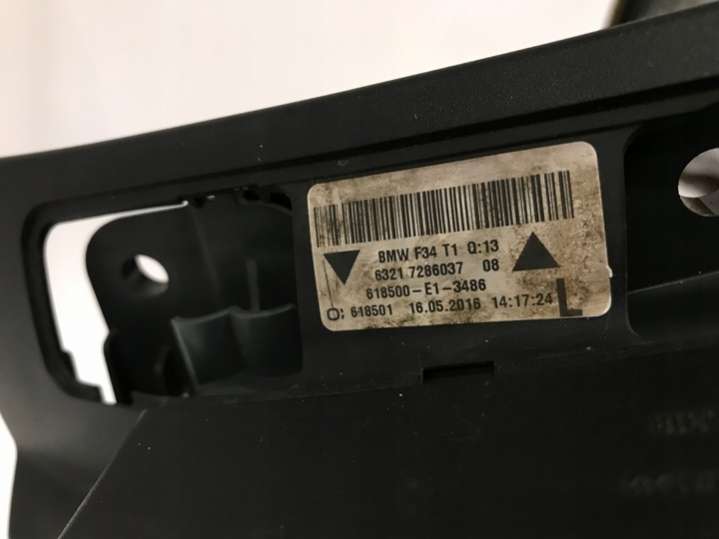 BMW F34 T1 Q:13
6321 7286037 08
618500-E1-3486
O: 618501 16.05.2016 14:17:24 L